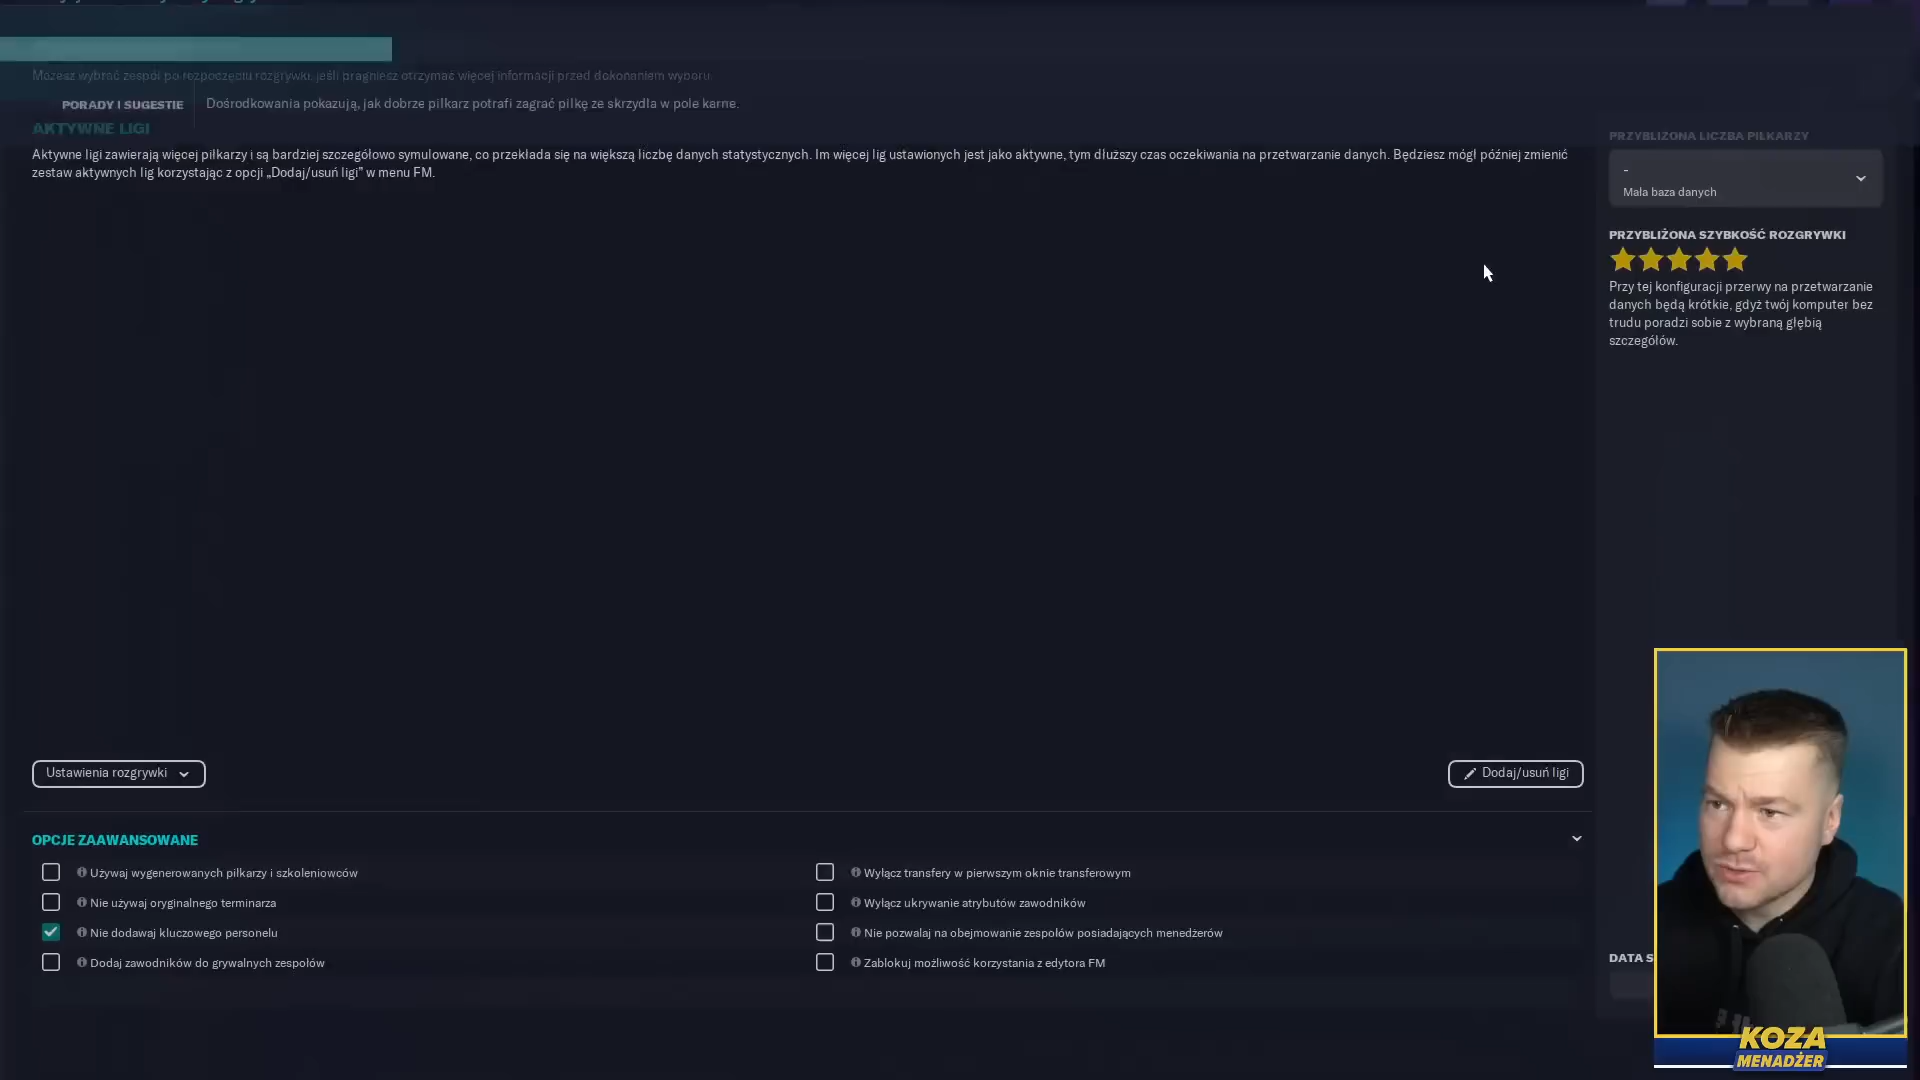 Możesz wybrać zespół po rozpoczęciu rozgrywki, jeśli pragniesz otrzymać więcej informacji przed dokonaniem wyboru.
PORADY I SUGESTIE
Dośrodkowania pokazują, jak dobrze piłkarz potrafi zagrać piłkę ze skrzydła w pole karne.
AKTYWNE LIGI
Aktywne ligi zawierają więcej piłkarzy i są bardziej szczegółowo symulowane, co przekłada się na większą liczbę danych statystycznych. Im więcej lig ustawionych jest jako aktywne, tym dłuższy czas oczekiwania na przetwarzanie danych. Będziesz mógł później zmienić
zestaw aktywnych lig korzystając z opcji „Dodaj/usuń ligi” w menu FM.
PRZYBLIŻONA LICZBA PIŁKARZY
-
Mała baza danych
PRZYBLIŻONA SZYBKOŚĆ ROZGRYWKI
Przy tej konfiguracji przerwy na przetwarzanie
danych będą krótkie, gdyż twój komputer bez
trudu poradzi sobie z wybraną głębią
szczegółów.
Ustawienia rozgrywki
Dodaj/usuń ligi
OPCJE ZAAWANSOWANE
Używaj wygenerowanych piłkarzy i szkoleniowców
Wyłącz transfery w pierwszym oknie transferowym
Nie używaj oryginalnego terminarza
Wyłącz ukrywanie atrybutów zawodników
Nie dodawaj kluczowego personelu
Nie pozwalaj na obejmowanie zespołów posiadających menedżerów
Dodaj zawodników do grywalnych zespołów
Zablokuj możliwość korzystania z edytora FM
DATA S
KOZA
MENADŻER